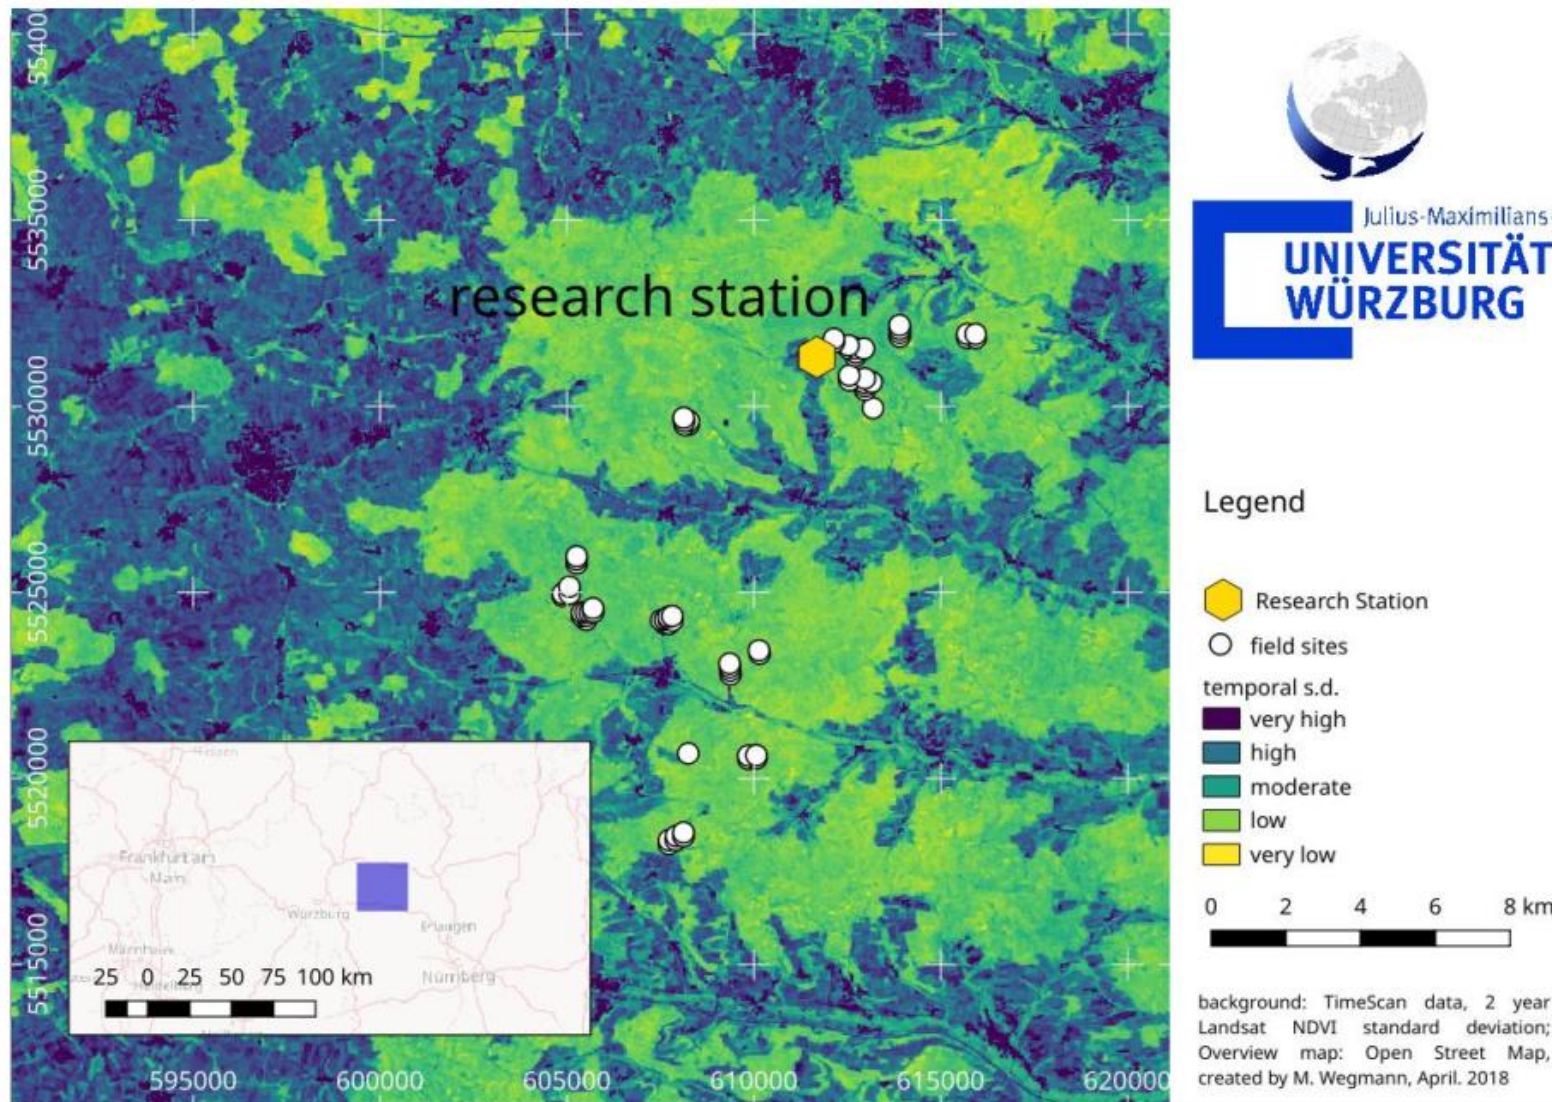 554000
5535000
5530000
5525000
5520000
5515000
595000
600000
605000
610000
615000
620000
research station
Frankfurt am
Main
Würzburg
Erlangen
Mannheim
Heidelberg
Nürnberg
25 0 25 50 75 100 km
Julius-Maximilians-
UNIVERSITÄT
WÜRZBURG
Legend
Research Station
field sites
temporal s.d.
very high
high
moderate
low
very low
0 2 4 6 8 km
background: TimeScan data, 2 year
Landsat NDVI standard deviation;
Overview map: Open Street Map,
created by M. Wegmann, April. 2018